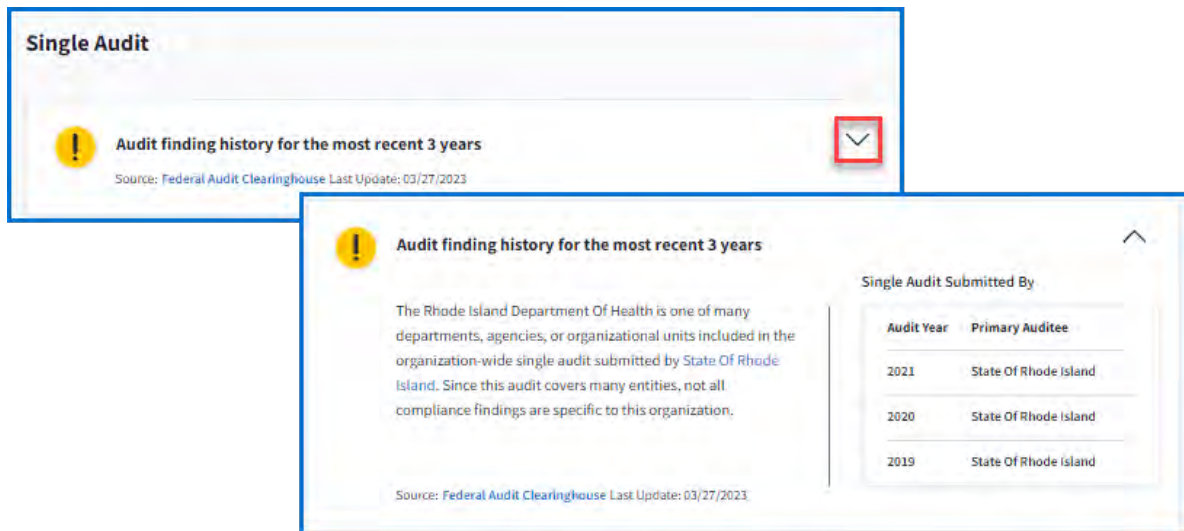 Single Audit
Audit finding history for the most recent 3 years
Source: Federal Audit Clearinghouse Last Update: 03/27/2023
Audit finding history for the most recent 3 years
The Rhode Island Department Of Health is one of many
departments, agencies, or organizational units included in the
organization-wide single audit submitted by State Of Rhode
Island. Since this audit covers many entities, not all
compliance findings are specific to this organization.
Source: Federal Audit Clearinghouse Last Update: 03/27/2023
Single Audit Submitted By
Audit Year Primary Auditee
2021 State Of Rhode Island
2020 State Of Rhode Island
2019 State Of Rhode Island